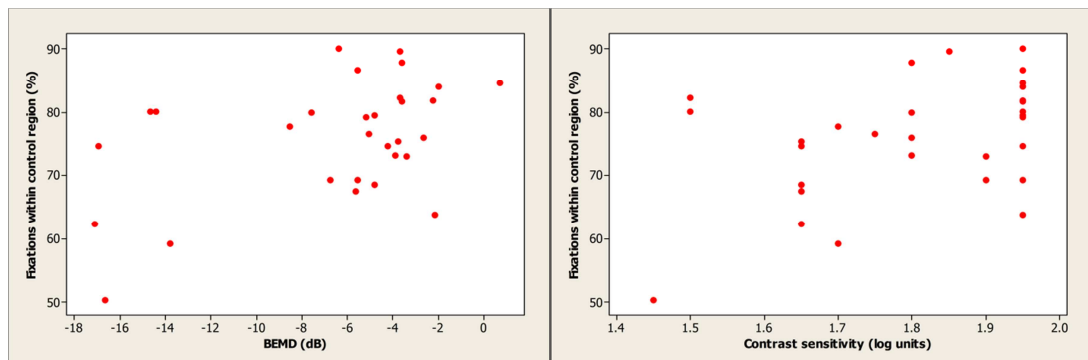 Fixations within control region (%)
90
80
70
60
50
-18 -16 -14 -12 -10 -8 -6 -4 -2 0
BEMD (dB)
Fixations within control region (%)
90
80
70
60
50
1.4 1.5 1.6 1.7 1.8 1.9 2.0
Contrast sensitivity (log units)